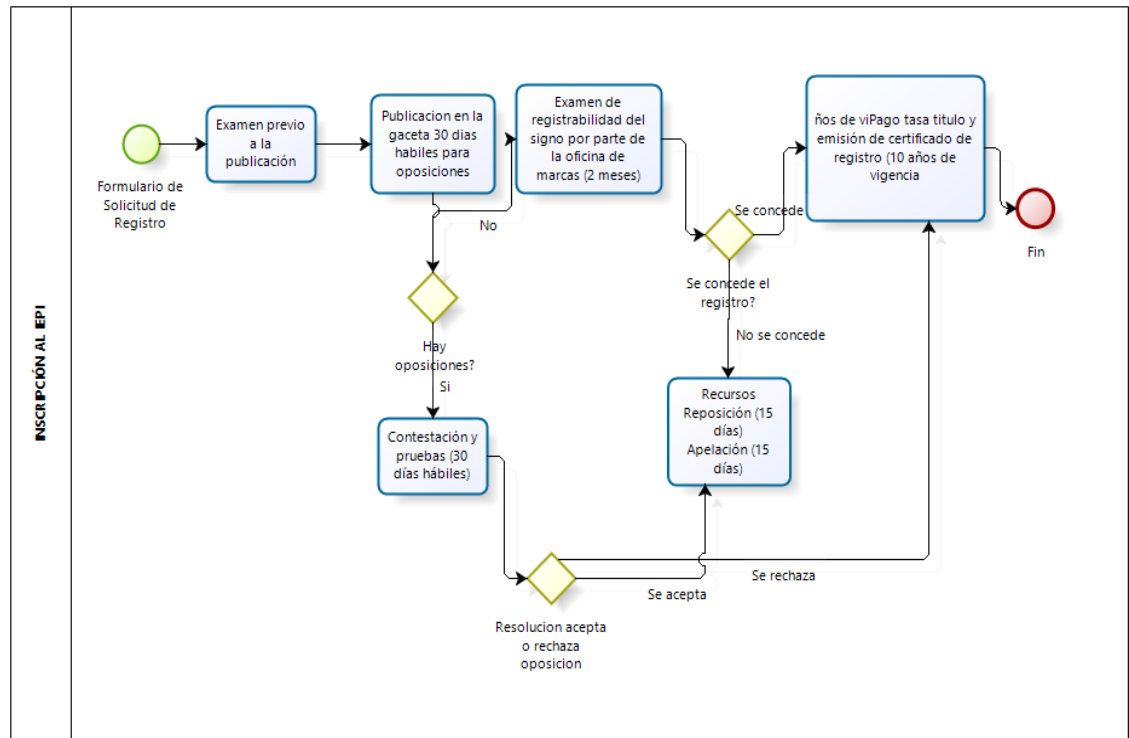 INSCRIPCIÓN AL IEPI
Formulario de
Solicitud de
Registro
Examen previo
a la
publicación
Publicacion en la
gaceta 30 dias
habiles para
oposiciones
Examen de
registrabilidad del
signo por parte de
la oficina de
marcas (2 meses)
ños de viPago tasa titulo y
emisión de certificado de
registro (10 años de
vigencia
Fin
No
Se concede
Se concede el
registro?
No se concede
Hay
oposiciones?
Si
Contestación y
pruebas (30
días hábiles)
Recursos
Reposición (15
días)
Apelación (15
días)
Se rechaza
Se acepta
Resolucion acepta
o rechaza
oposicion